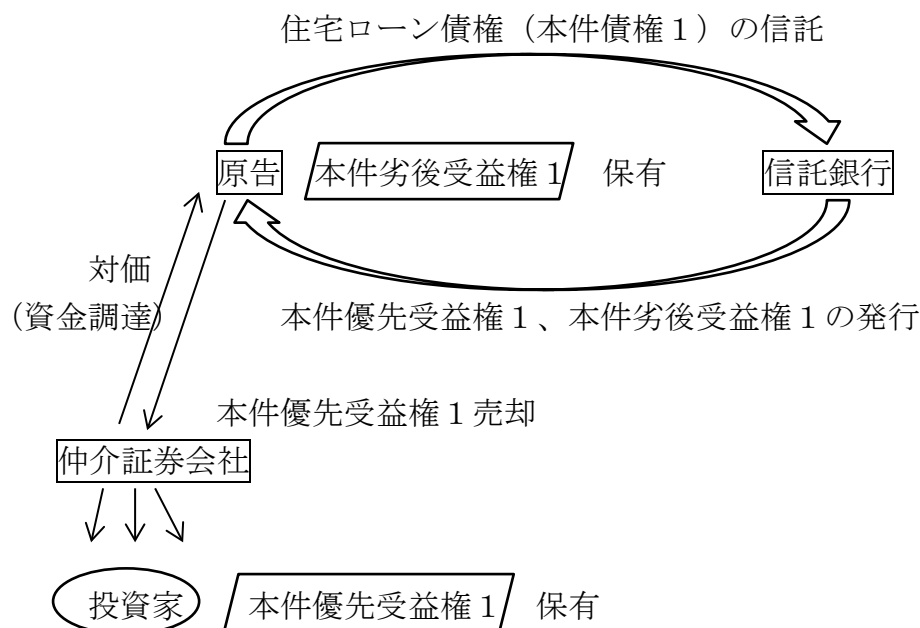 住宅ローン債権（本件債権１）の信託
原告　本件劣後受益権１　保有　信託銀行
対価
（資金調達）　本件優先受益権１、本件劣後受益権１の発行
本件優先受益権１売却
仲介証券会社
投資家　本件優先受益権１　保有